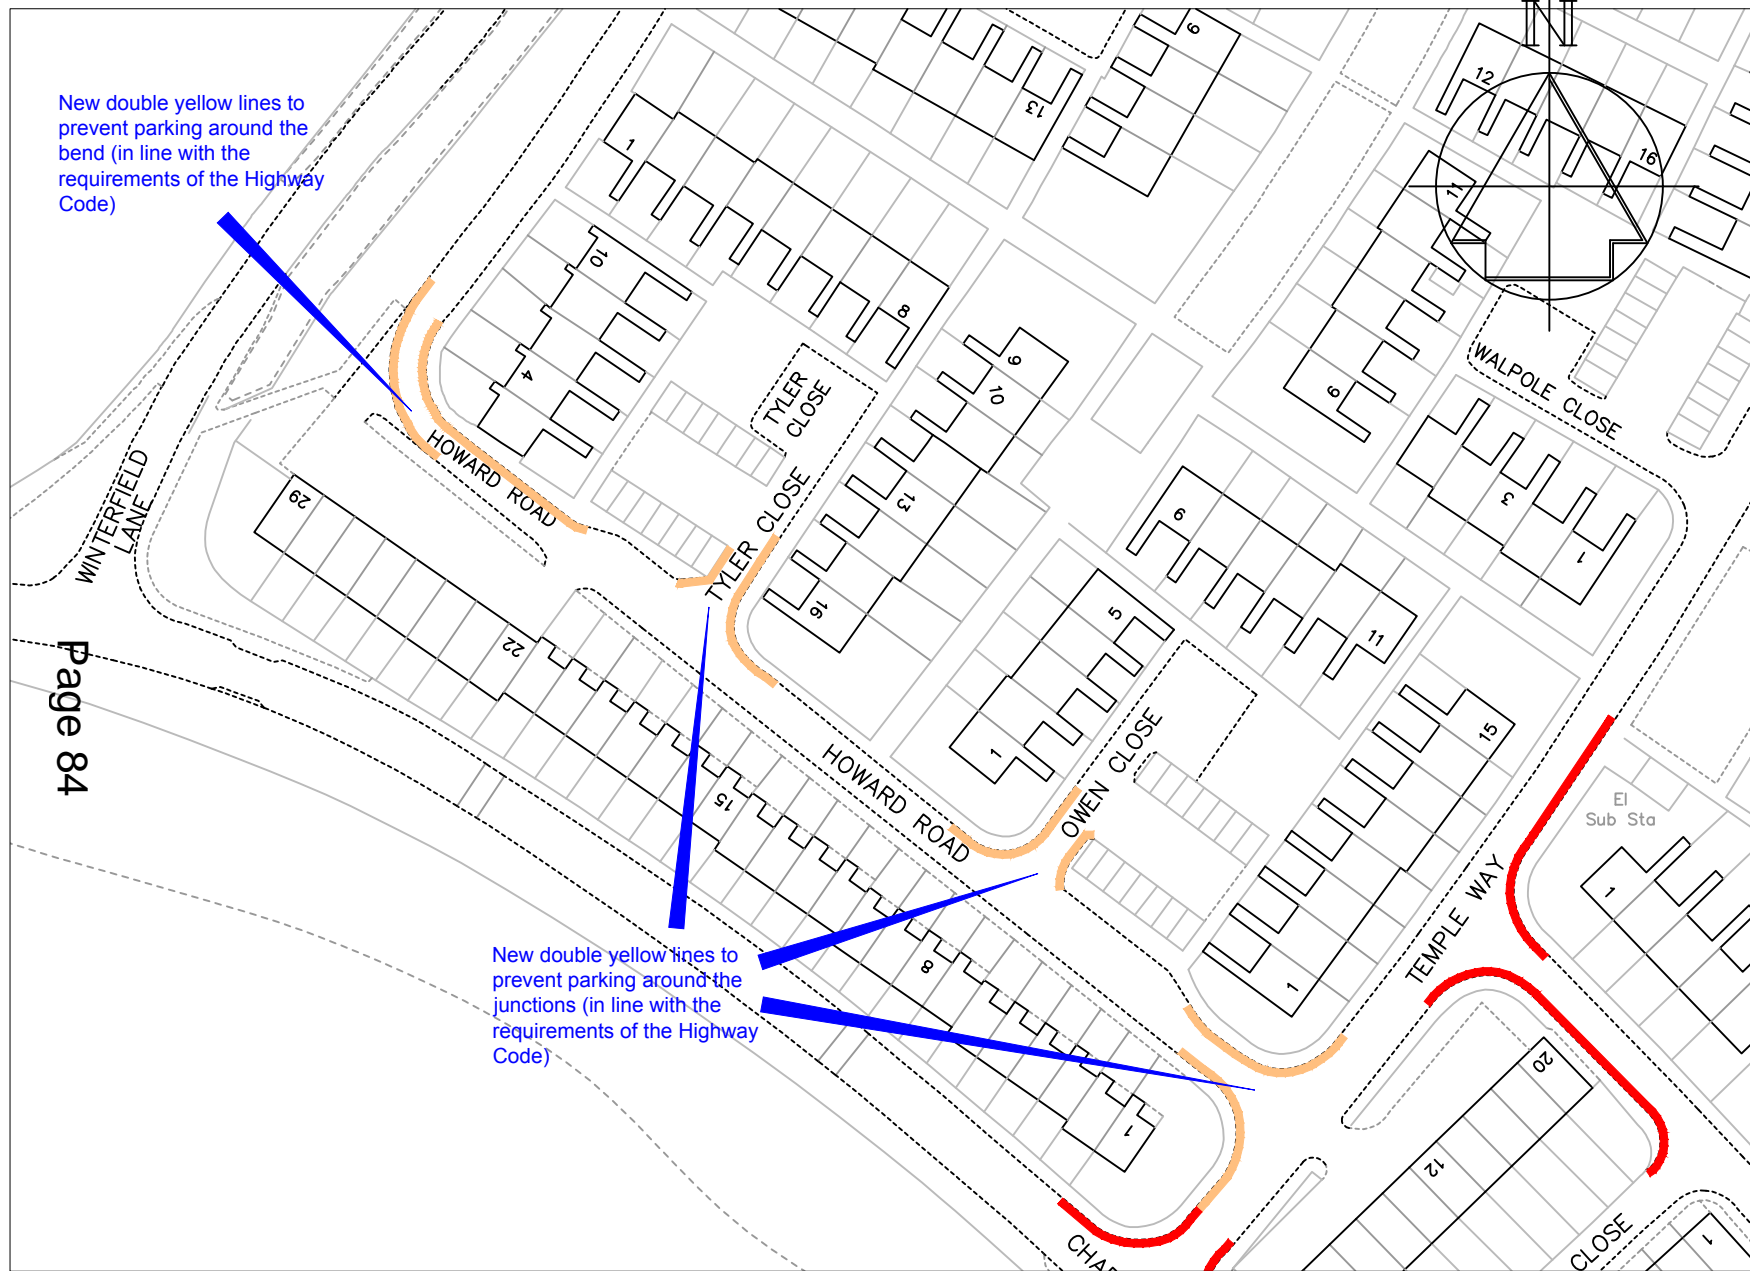 New double yellow lines to
prevent parking around the
bend (in line with the
requirements of the Highway
Code)
N
13
9
12
16
11
1
10
4
8
TYLER
CLOSE
9
10
13
16
TYLER CLOSE
HOWARD ROAD
WINTERFIELD
LANE
29
22
15
8
1
Page 84
WALPOLE CLOSE
6
3
1
9
11
5
1
OWEN CLOSE
HOWARD ROAD
15
1
TEMPLE WAY
El
Sub Sta
1
20
12
CLOSE
1
New double yellow lines to
prevent parking around the
junctions (in line with the
requirements of the Highway
Code)